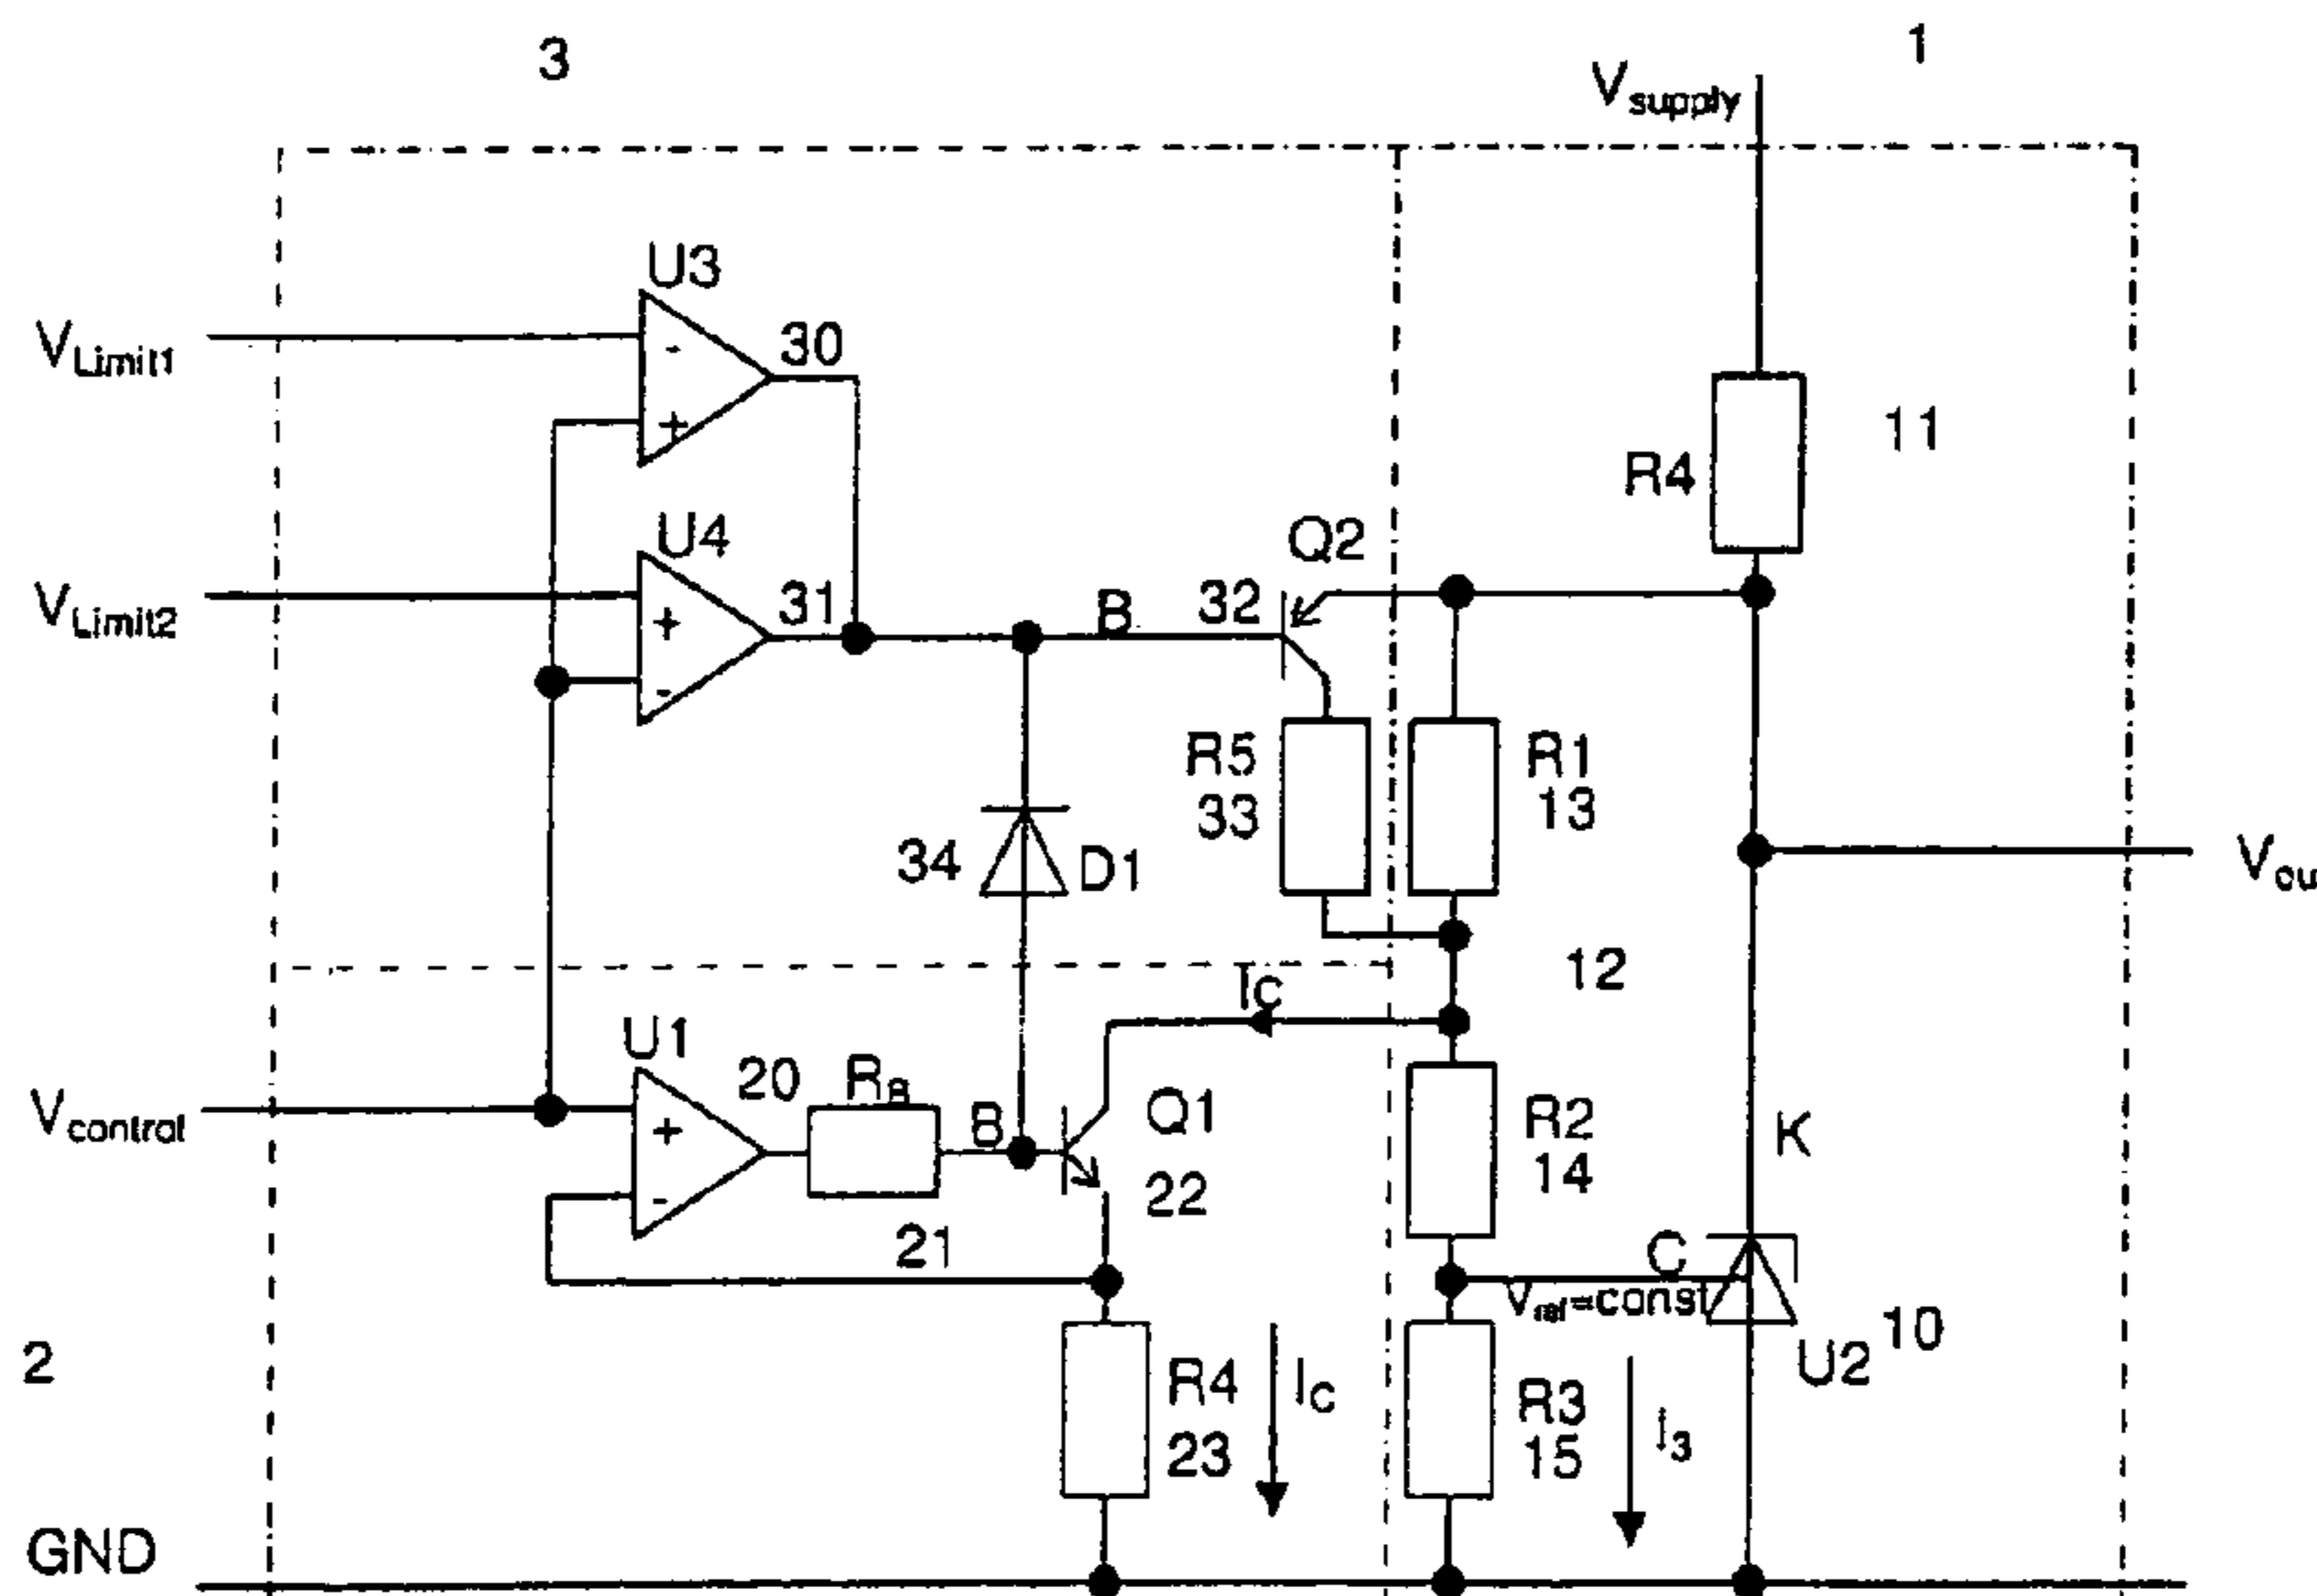 3
1
Vsupply
U3
VLimit1
-
30
+
R4
11
U4
Q2
VLimit2
+
31
B
32
-
R5
33
R1
13
34
D1
Vou
12
IC
U1
20
RB
Vcontrol
+
B
Q1
22
R2
14
K
-
21
C
Vref=const
10
U2
2
R4
23
IC
R3
15
I3
GND